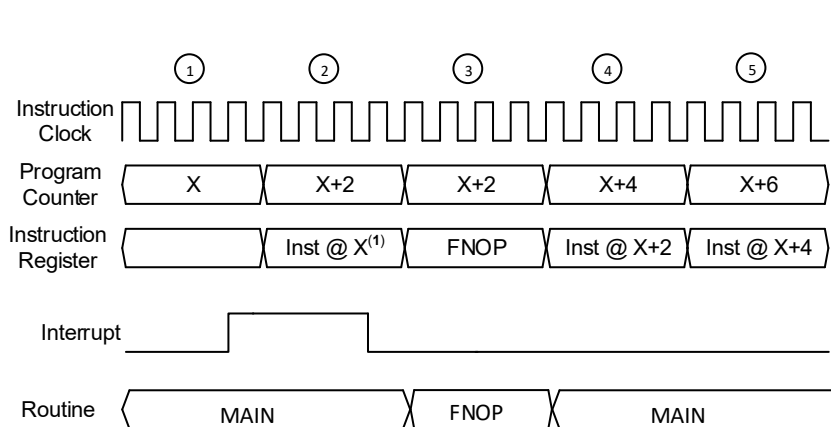 1 2 3 4 5
Instruction
Clock
Program
Counter
X X+2 X+2 X+4 X+6
Instruction
Register
Inst @ X(1) FNOP Inst @ X+2 Inst @ X+4
Interrupt
Routine MAIN FNOP MAIN